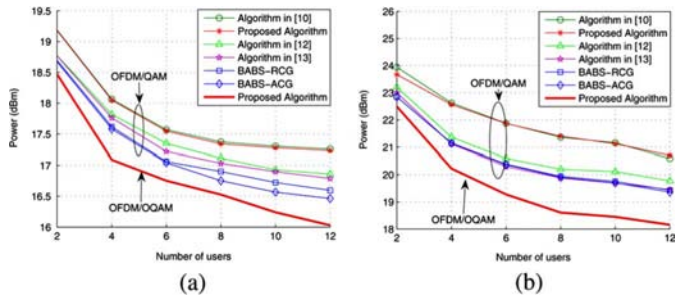 19.5
19
18.5
18
17.5
17
16.5
16
2
4
6
8
10
12
Power (dBm)
Number of users
OFDM/QAM
OFDM/OQAM
Algorithm in [10]
Proposed Algorithm
Algorithm in [12]
Algorithm in [13]
BABS-RCG
BABS-ACG
Proposed Algorithm
(a)
26
25
24
23
22
21
20
19
18
2
4
6
8
10
12
Power (dBm)
Number of users
OFDM/QAM
OFDM/OQAM
Algorithm in [10]
Proposed Algorithm
Algorithm in [12]
Algorithm in [13]
BABS-RCG
BABS-ACG
Proposed Algorithm
(b)